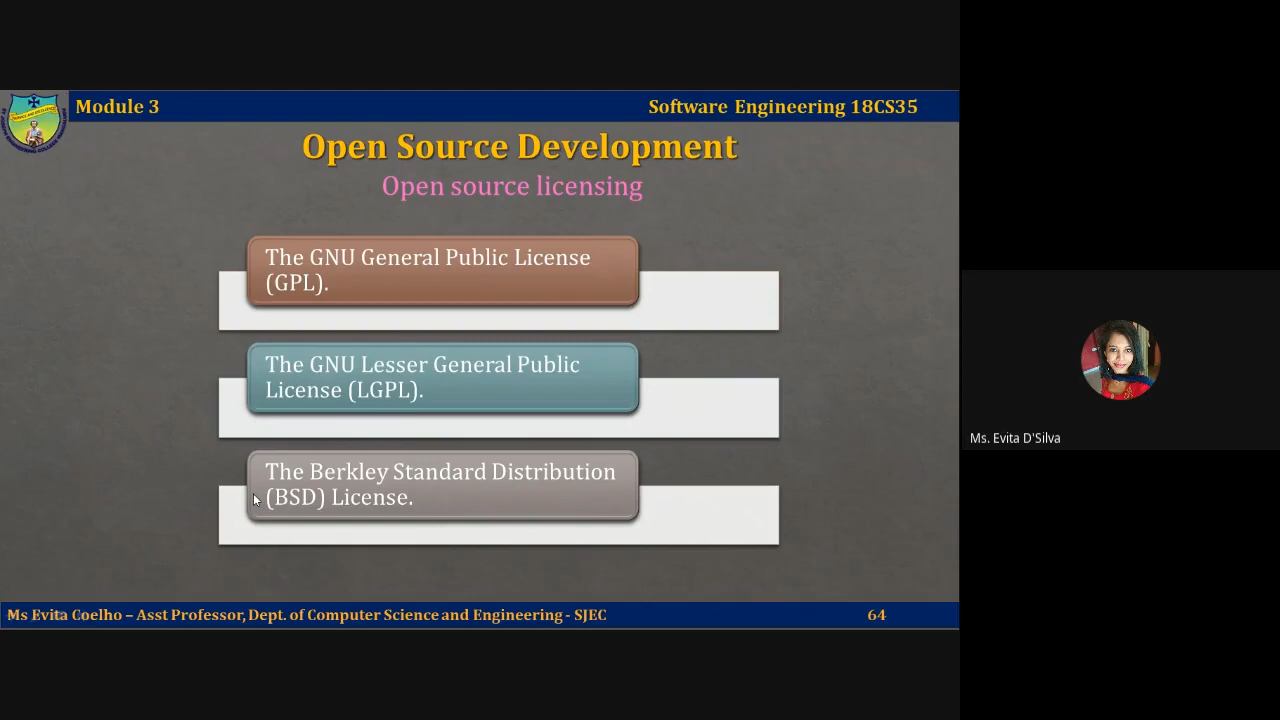 Module 3
Software Engineering 18CS35
Open Source Development
Open source licensing
The GNU General Public License
(GPL).
The GNU Lesser General Public
License (LGPL).
The Berkley Standard Distribution
(BSD) License.
Ms. Evita D'Silva
Ms Evita Coelho – Asst Professor, Dept. of Computer Science and Engineering - SJEC
64